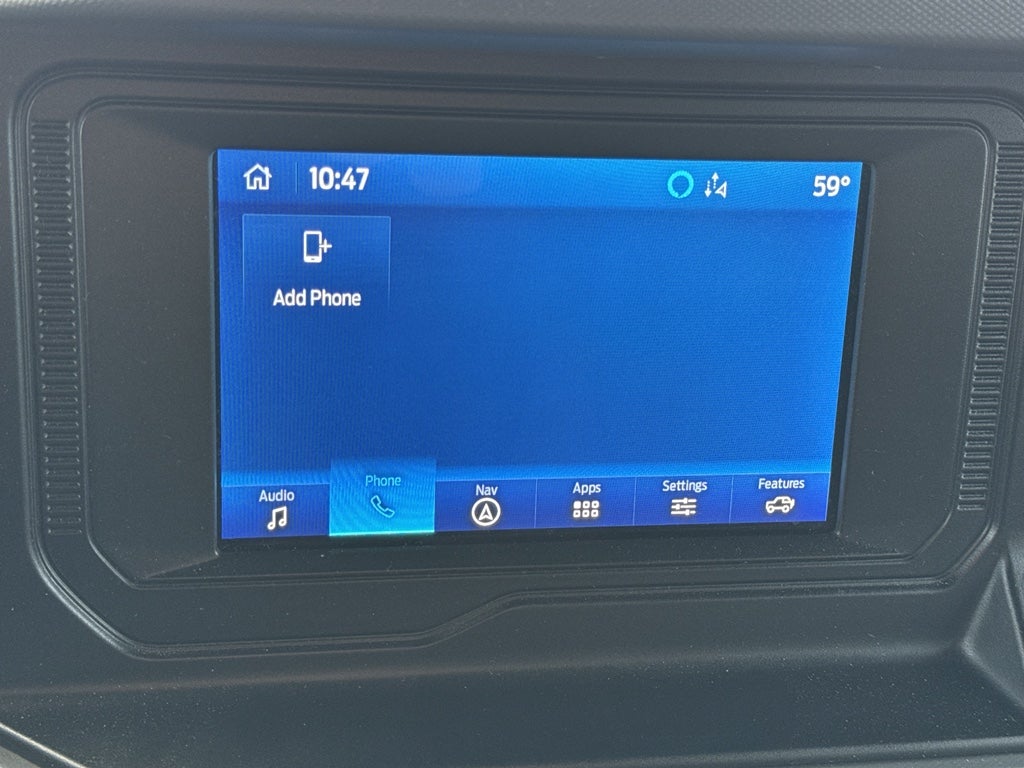 10:47
59°
Add Phone
Audio
Phone
Nav
Apps
Settings
Features